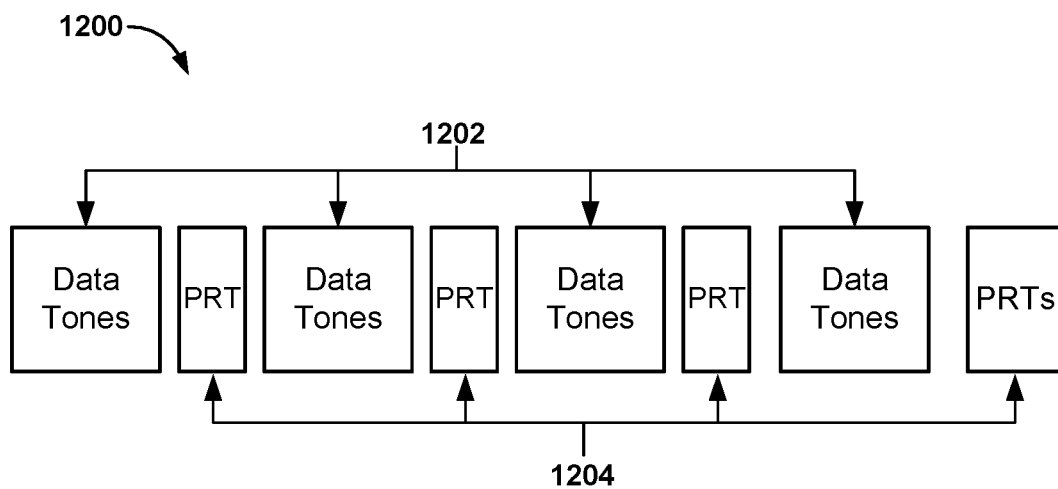 1200
1202
Data
Tones
PRT
Data
Tones
PRT
Data
Tones
PRT
Data
Tones
PRTs
1204